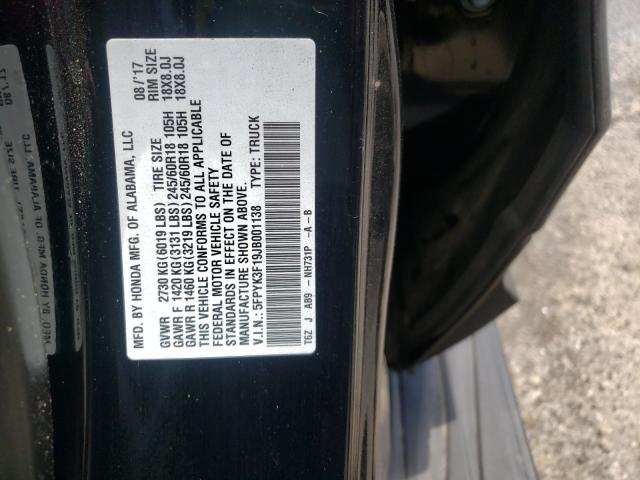 MFD. BY HONDA MFG. OF ALABAMA, LLC 08/'17
GVWR 2730 KG(6019 LBS) TIRE SIZE RIM SIZE
GAWR F 1420 KG(3131 LBS) 245/60R18 105H 18X8.0J
GAWR R 1460 KG(3219 LBS) 245/60R18 105H 18X8.0J
THIS VEHICLE CONFORMS TO ALL APPLICABLE
FEDERAL MOTOR VEHICLE SAFETY
STANDARDS IN EFFECT ON THE DATE OF
MANUFACTURE SHOWN ABOVE.
V.I.N.: 5FPYK3F19JB001138 TYPE: TRUCK
T6Z J A89 -NH731P -A -B